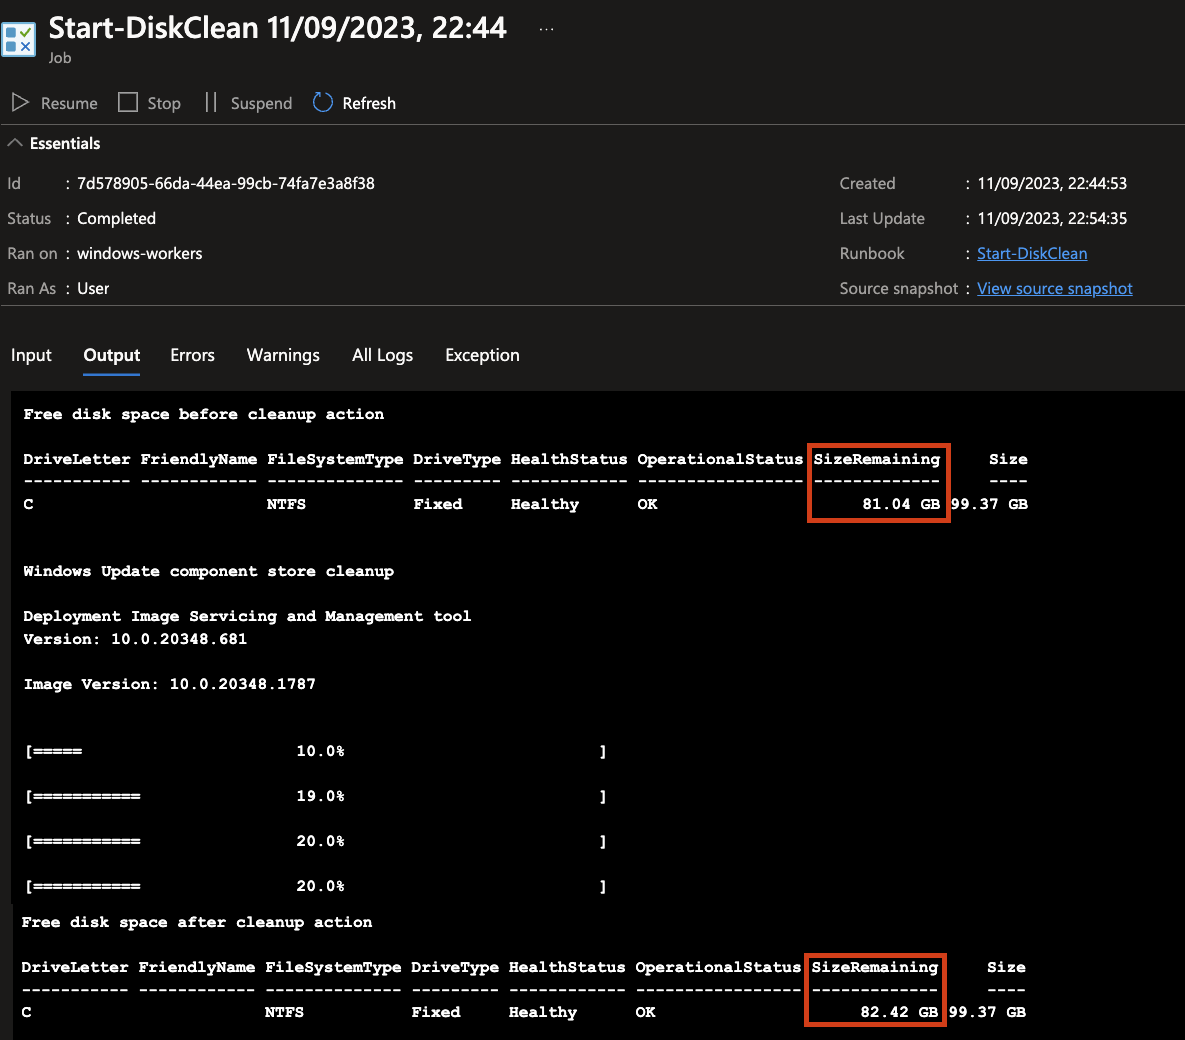 Start-DiskClean 11/09/2023, 22:44 ...
Job
Resume Stop Suspend Refresh
Essentials
Id : 7d578905-66da-44ea-99cb-74fa7e3a8f38
Created : 11/09/2023, 22:44:53
Status : Completed
Last Update : 11/09/2023, 22:54:35
Ran on : windows-workers
Runbook : Start-DiskClean
Ran As : User
Source snapshot : View source snapshot
Input Output Errors Warnings All Logs Exception
Free disk space before cleanup action
DriveLetter FriendlyName FileSystemType DriveType HealthStatus OperationalStatus SizeRemaining Size
----------- ------------ -------------- --------- ------------ ----------------- ------------- ----
C NTFS Fixed Healthy OK 81.04 GB 99.37 GB
Windows Update component store cleanup
Deployment Image Servicing and Management tool
Version: 10.0.20348.681
Image Version: 10.0.20348.1787
[===== 10.0% ]
[=========== 19.0% ]
[=========== 20.0% ]
[=========== 20.0% ]
Free disk space after cleanup action
DriveLetter FriendlyName FileSystemType DriveType HealthStatus OperationalStatus SizeRemaining Size
----------- ------------ -------------- --------- ------------ ----------------- ------------- ----
C NTFS Fixed Healthy OK 82.42 GB 99.37 GB